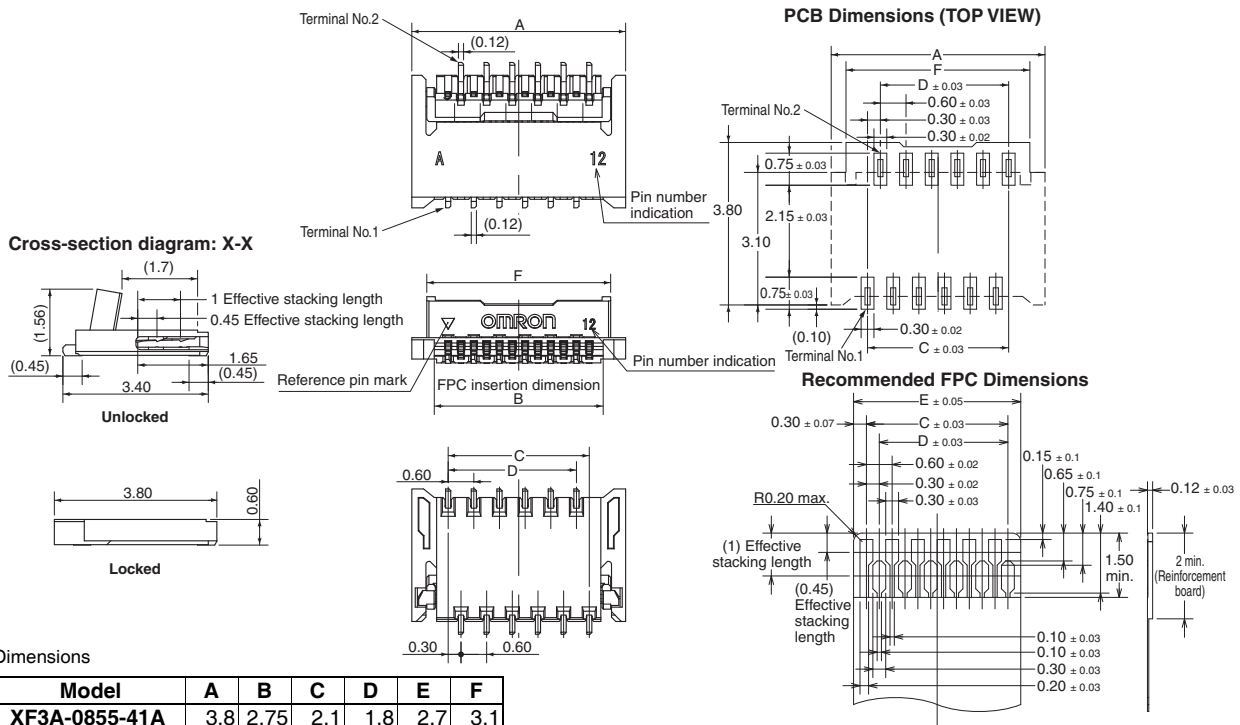 Terminal No.2
A
(0.12)
A
12
Pin number
indication
Terminal No.1
(0.12)
PCB Dimensions (TOP VIEW)
A
F
D ± 0.03
0.60 ± 0.03
Terminal No.2
0.30 ± 0.03
0.30 ± 0.02
0.75 ± 0.03
3.80
2.15 ± 0.03
3.10
0.75± 0.03
(0.10)
0.30 ± 0.02
Terminal No.1
C ± 0.03
Cross-section diagram: X-X
(1.7)
1 Effective stacking length
0.45 Effective stacking length
(1.56)
(0.45)
1.65
(0.45)
3.40
Unlocked
F
OMRON
12
Pin number indication
Reference pin mark
FPC insertion dimension
B
3.80
0.60
Locked
C
D
0.60
0.30
0.60
Recommended FPC Dimensions
E ± 0.05
0.30 ± 0.07
C ± 0.03
D ± 0.03
0.60 ± 0.02
0.30 ± 0.02
0.30 ± 0.03
0.15 ± 0.1
0.65 ± 0.1
0.75 ± 0.1
1.40 ± 0.1
0.12 ± 0.03
R0.20 max.
(1) Effective
stacking length
(0.45)
Effective
stacking
length
1.50
min.
2 min.
(Reinforcement
board)
0.10 ± 0.03
0.10 ± 0.03
0.30 ± 0.03
0.20 ± 0.03
Dimensions
Model A B C D E F
XF3A-0855-41A 3.8 2.75 2.1 1.8 2.7 3.1